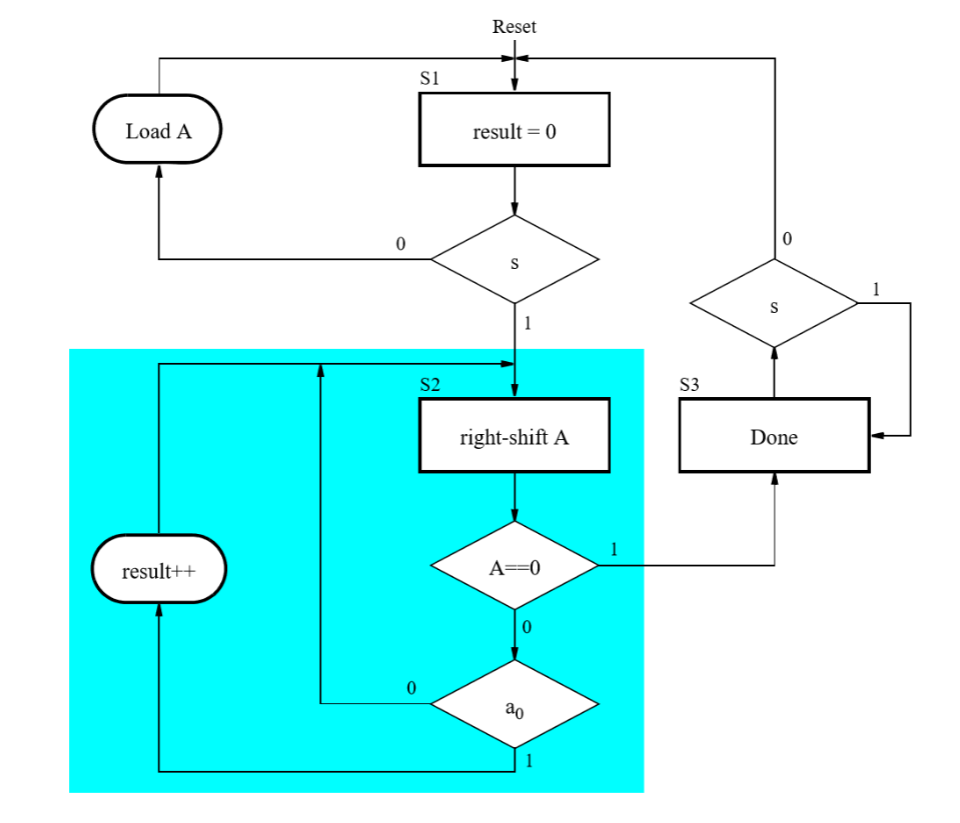 Reset
S1
Load A
result = 0
0
s
1
0
s
1
S2
right-shift A
S3
Done
result++
A==0
1
0
0
a0
1